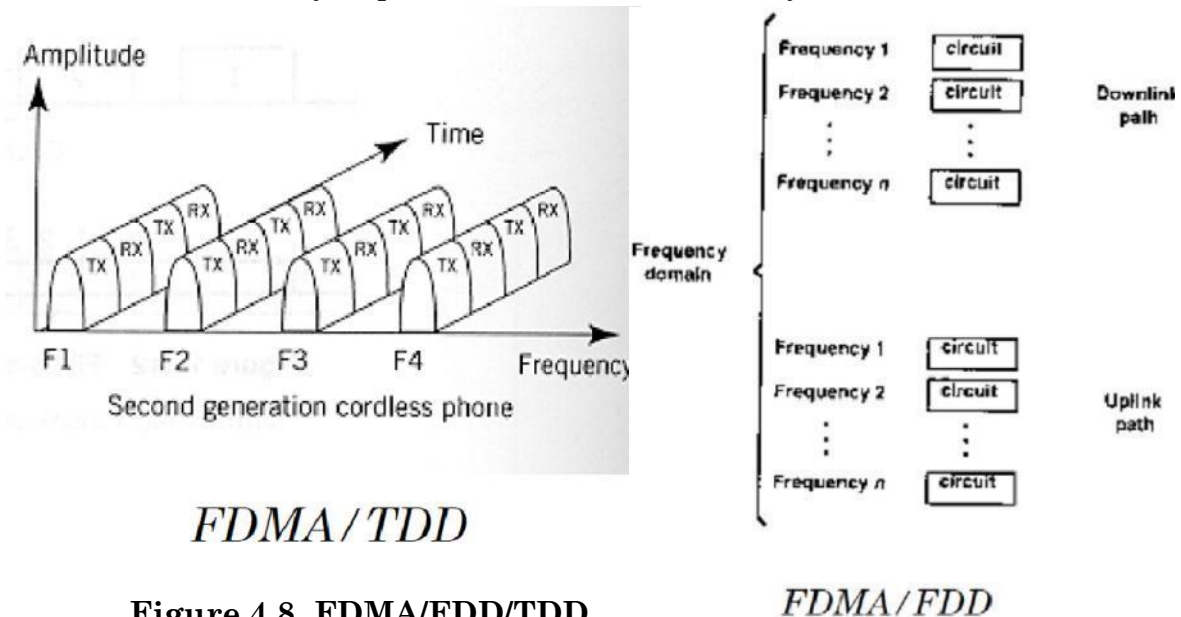 Amplitude
Time
TX RX TX RX
TX RX TX RX
TX RX TX RX
TX RX TX RX
F1 F2 F3 F4 Frequency
Second generation cordless phone
FDMA/TDD
Frequency domain
Frequency 1 circuit
Frequency 2 circuit
Frequency n circuit
Downlink
path
Frequency 1 circuit
Frequency 2 circuit
Frequency n circuit
Uplink
path
FDMA/FDD
Figure 4.8 FDMA/FDD/TDD